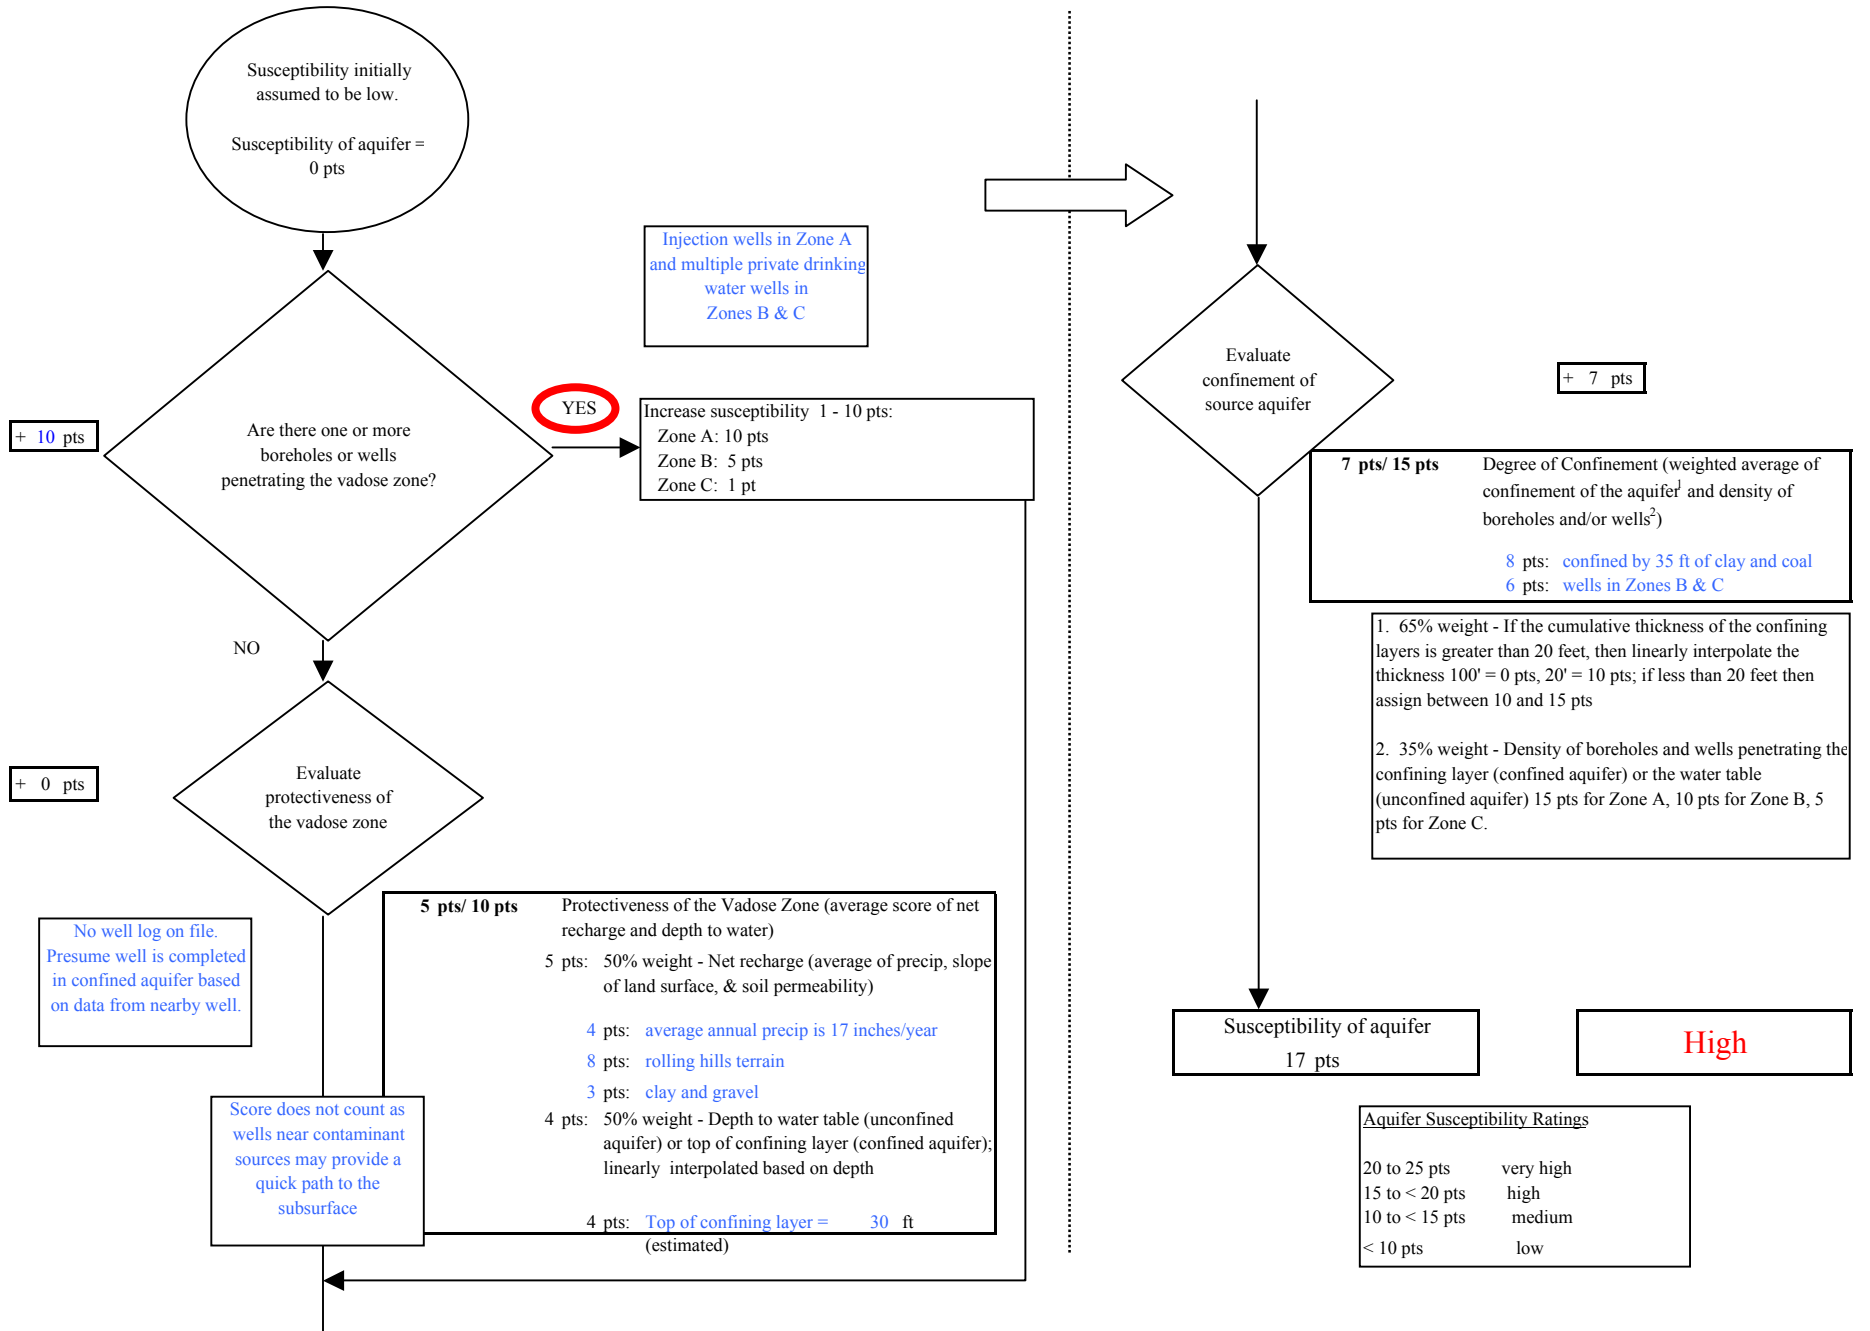 Susceptibility initially
assumed to be low.
Susceptibility of aquifer =
0 pts
Injection wells in Zone A
and multiple private drinking
water wells in
Zones B & C
YES
+ 10 pts
Are there one or more
boreholes or wells
penetrating the vadose zone?
Increase susceptibility 1 - 10 pts:
Zone A: 10 pts
Zone B: 5 pts
Zone C: 1 pt
NO
+ 0 pts
Evaluate
protectiveness of
the vadose zone
No well log on file.
Presume well is completed
in confined aquifer based
on data from nearby well.
5 pts/ 10 pts Protectiveness of the Vadose Zone (average score of net
recharge and depth to water)
5 pts: 50% weight - Net recharge (average of precip, slope
of land surface, & soil permeability)
4 pts: average annual precip is 17 inches/year
8 pts: rolling hills terrain
3 pts: clay and gravel
4 pts: 50% weight - Depth to water table (unconfined
aquifer) or top of confining layer (confined aquifer);
linearly interpolated based on depth
4 pts: Top of confining layer = 30 ft
(estimated)
Score does not count as
wells near contaminant
sources may provide a
quick path to the
subsurface
Evaluate
confinement of
source aquifer
+ 7 pts
7 pts/ 15 pts Degree of Confinement (weighted average of
confinement of the aquifer1 and density of
boreholes and/or wells2)
8 pts: confined by 35 ft of clay and coal
6 pts: wells in Zones B & C
1. 65% weight - If the cumulative thickness of the confining
layers is greater than 20 feet, then linearly interpolate the
thickness 100' = 0 pts, 20' = 10 pts; if less than 20 feet then
assign between 10 and 15 pts
2. 35% weight - Density of boreholes and wells penetrating the
confining layer (confined aquifer) or the water table
(unconfined aquifer) 15 pts for Zone A, 10 pts for Zone B, 5
pts for Zone C.
Susceptibility of aquifer
17 pts
High
Aquifer Susceptibility Ratings
20 to 25 pts very high
15 to < 20 pts high
10 to < 15 pts medium
< 10 pts low